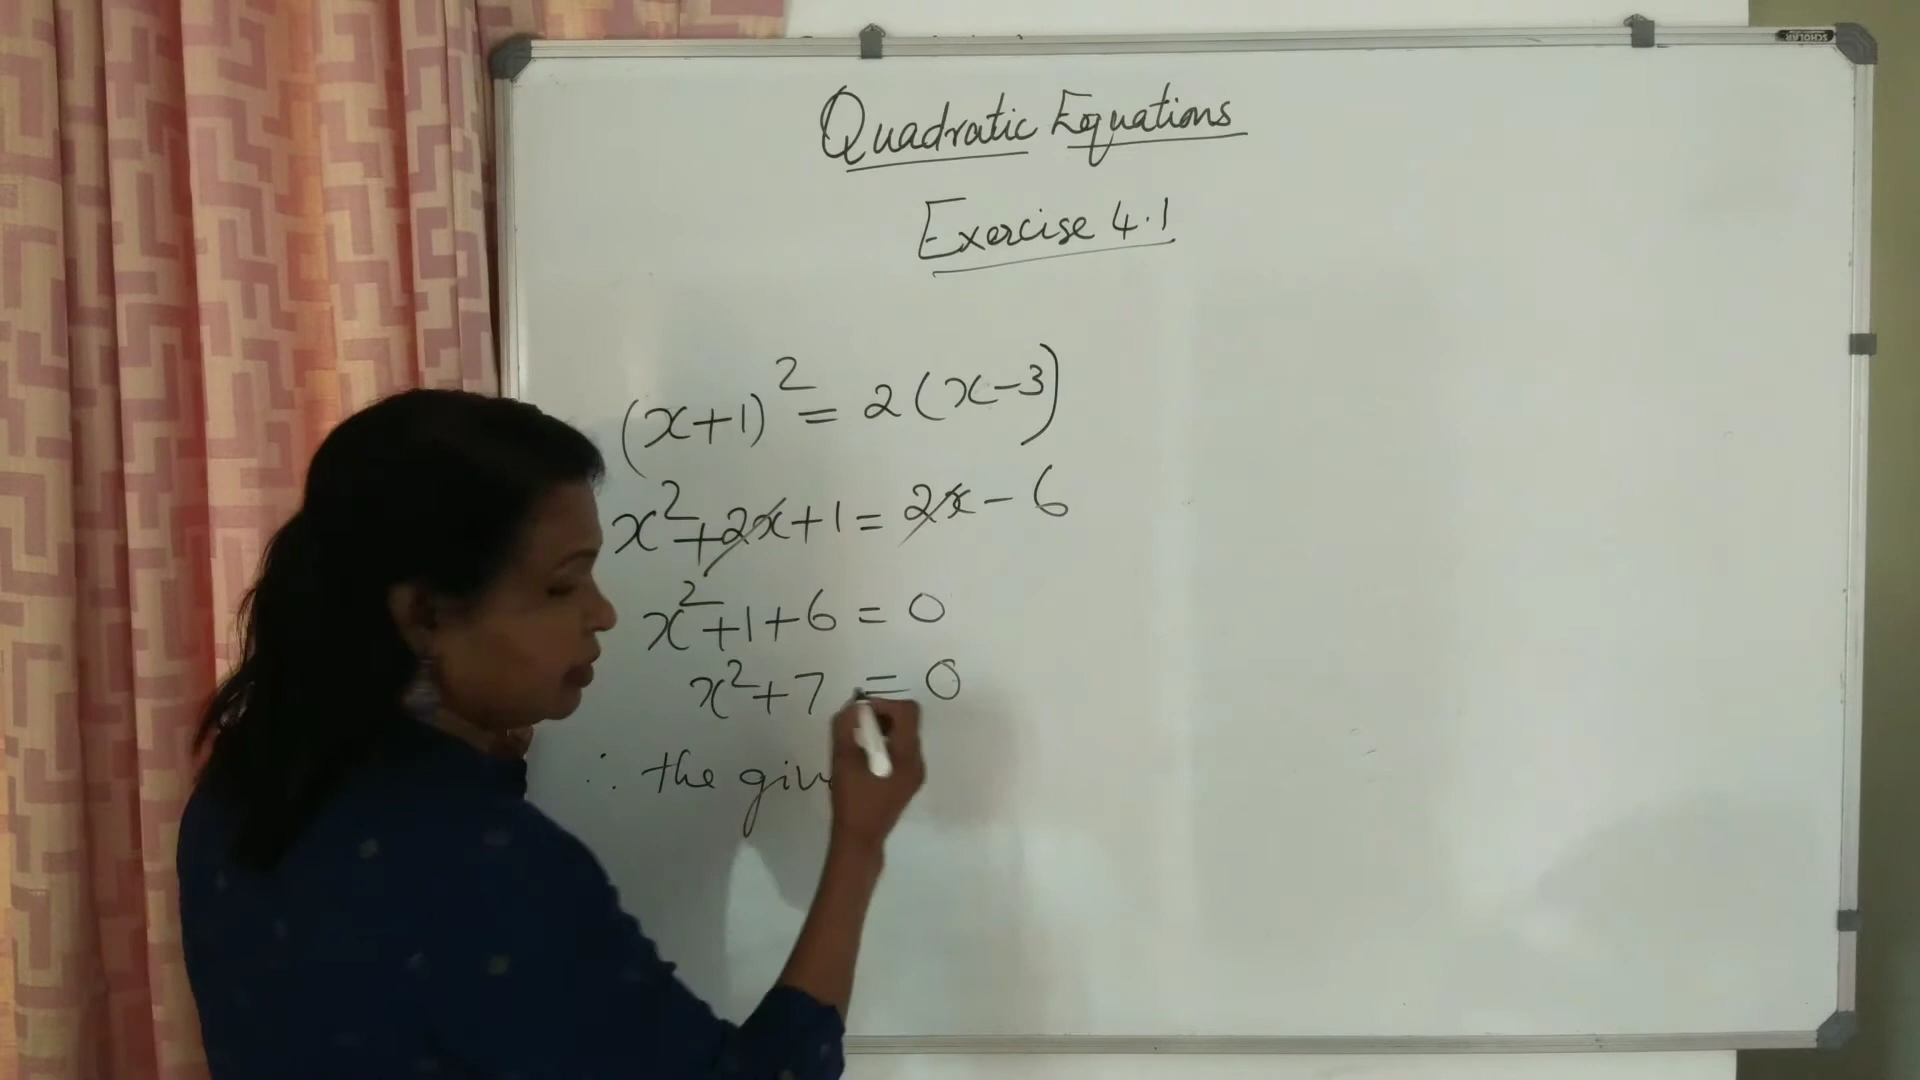 SCHOLAR
Quadratic Equations
Exercise 4.1
(x+1)² = 2(x-3)
x²+2x+1 = 2x-6
x²+1+6 = 0
x²+7 = 0
∴ the giv